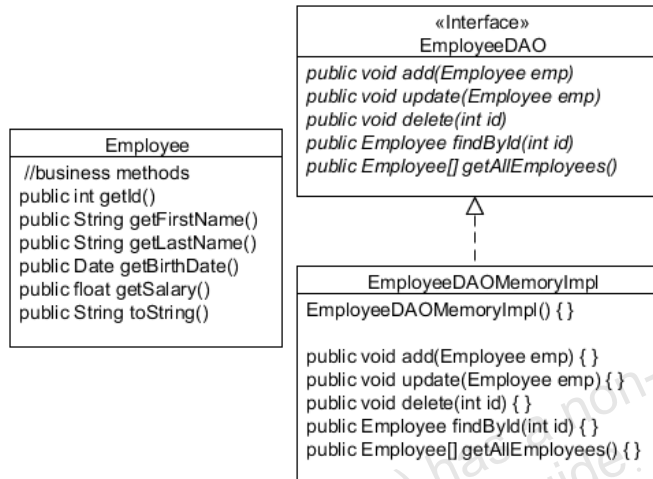 Employee
//business methods
public int getId()
public String getFirstName()
public String getLastName()
public Date getBirthDate()
public float getSalary()
public String toString()
«Interface»
EmployeeDAO
public void add(Employee emp)
public void update(Employee emp)
public void delete(int id)
public Employee findById(int id)
public Employee[] getAllEmployees()
EmployeeDAOMemoryImpl
EmployeeDAOMemoryImpl() { }
public void add(Employee emp) { }
public void update(Employee emp) { }
public void delete(int id) { }
public Employee findById(int id) { }
public Employee[] getAllEmployees() { }
has a non-